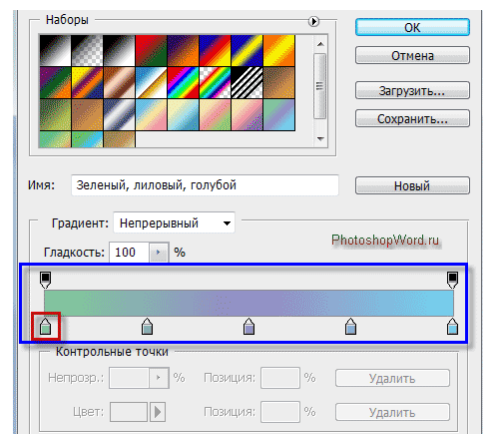 Наборы
ОК
Отмена
Загрузить...
Сохранить...
Имя: Зеленый, лиловый, голубой
Новый
Градиент: Непрерывный
PhotoshopWord.ru
Гладкость: 100 %
Контрольные точки
Непрозр.: % Позиция: % Удалить
Цвет: Позиция: % Удалить